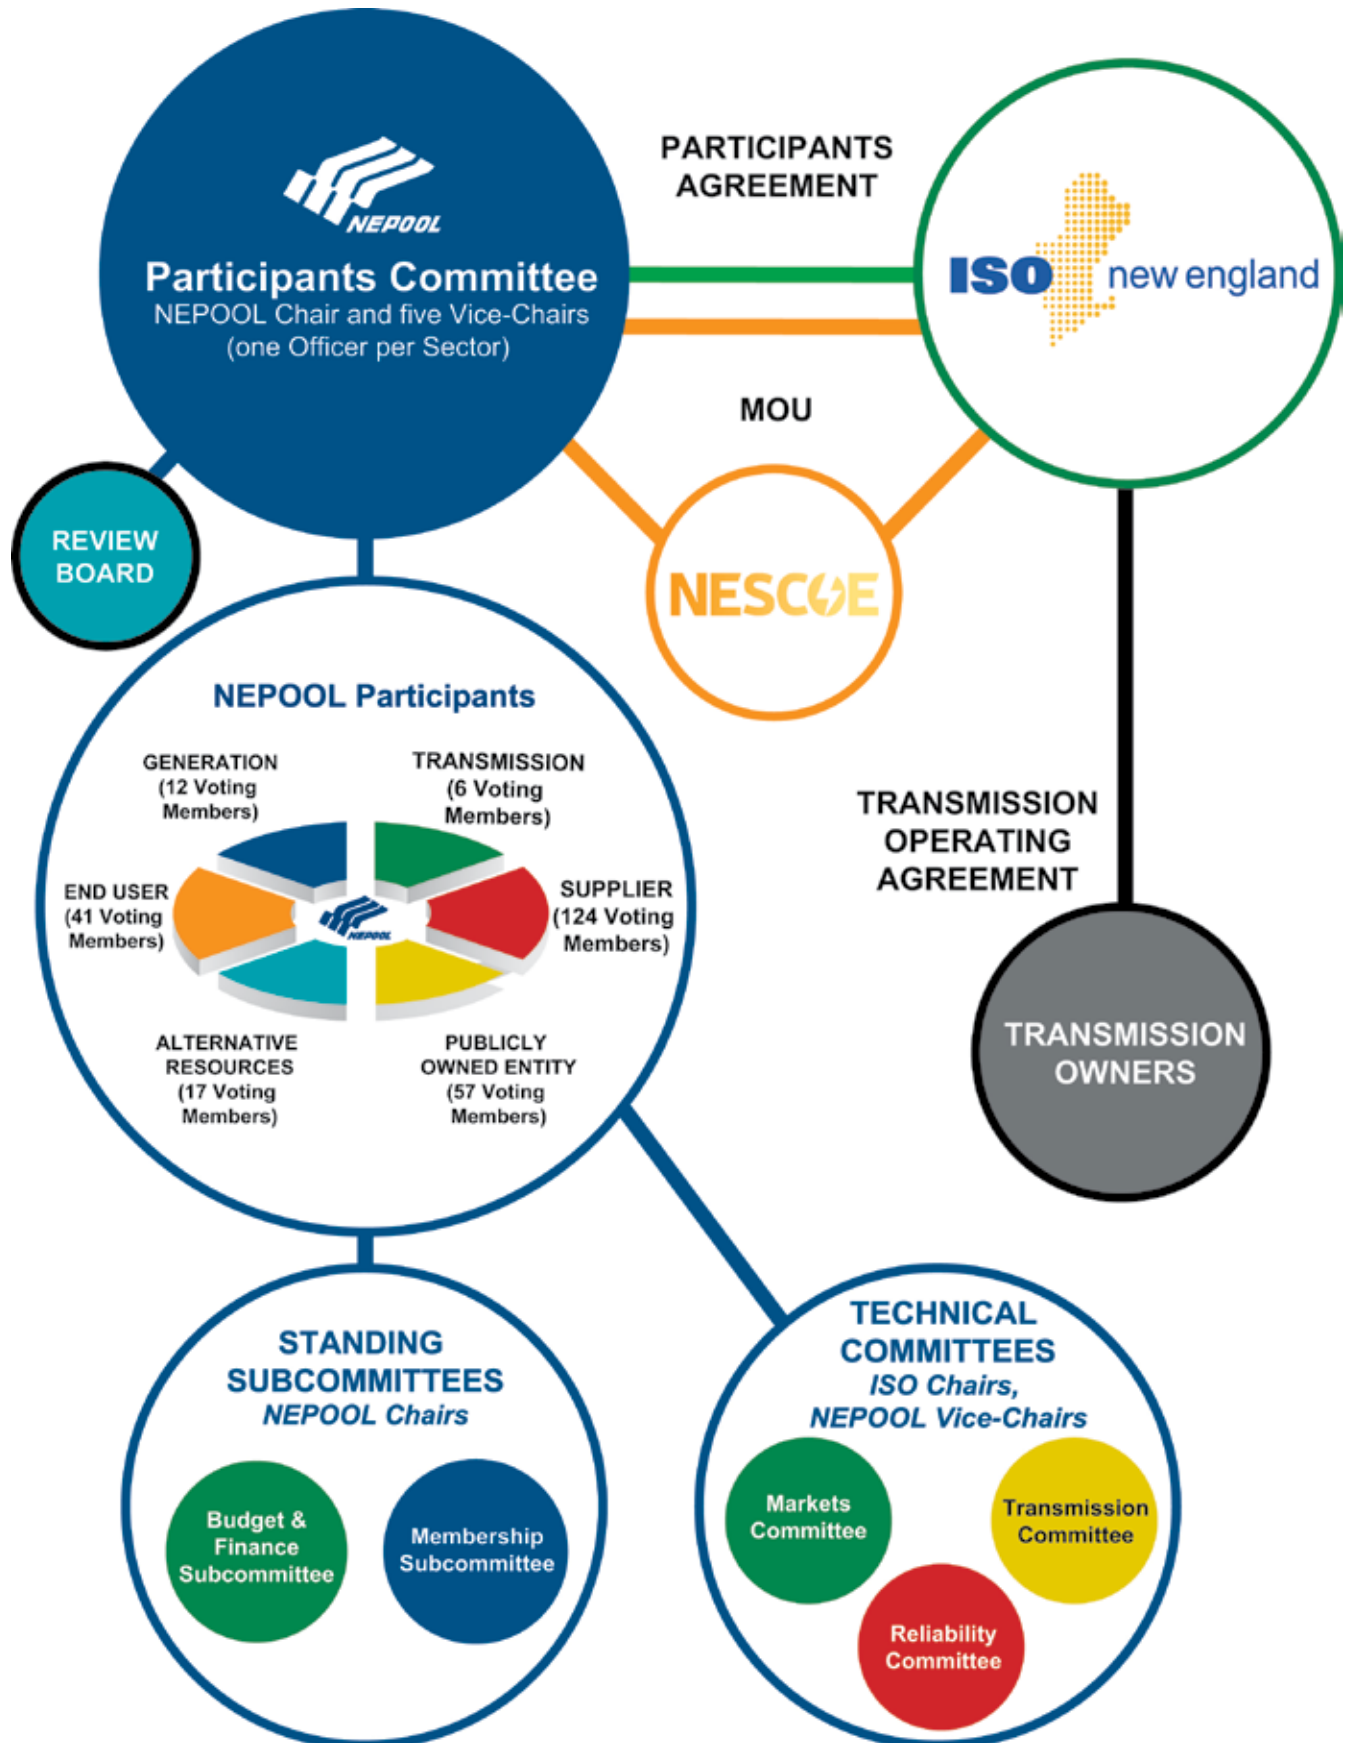 NEPOOL
Participants Committee
NEPOOL Chair and five Vice-Chairs
(one Officer per Sector)
PARTICIPANTS
AGREEMENT
ISO new england
MOU
REVIEW
BOARD
NESCOE
NEPOOL Participants
GENERATION
(12 Voting
Members)
TRANSMISSION
(6 Voting
Members)
END USER
(41 Voting
Members)
NEPOOL
SUPPLIER
(124 Voting
Members)
ALTERNATIVE
RESOURCES
(17 Voting
Members)
PUBLICLY
OWNED ENTITY
(57 Voting
Members)
TRANSMISSION
OPERATING
AGREEMENT
TRANSMISSION
OWNERS
STANDING
SUBCOMMITTEES
NEPOOL Chairs
Budget &
Finance
Subcommittee
Membership
Subcommittee
TECHNICAL
COMMITTEES
ISO Chairs,
NEPOOL Vice-Chairs
Markets
Committee
Transmission
Committee
Reliability
Committee